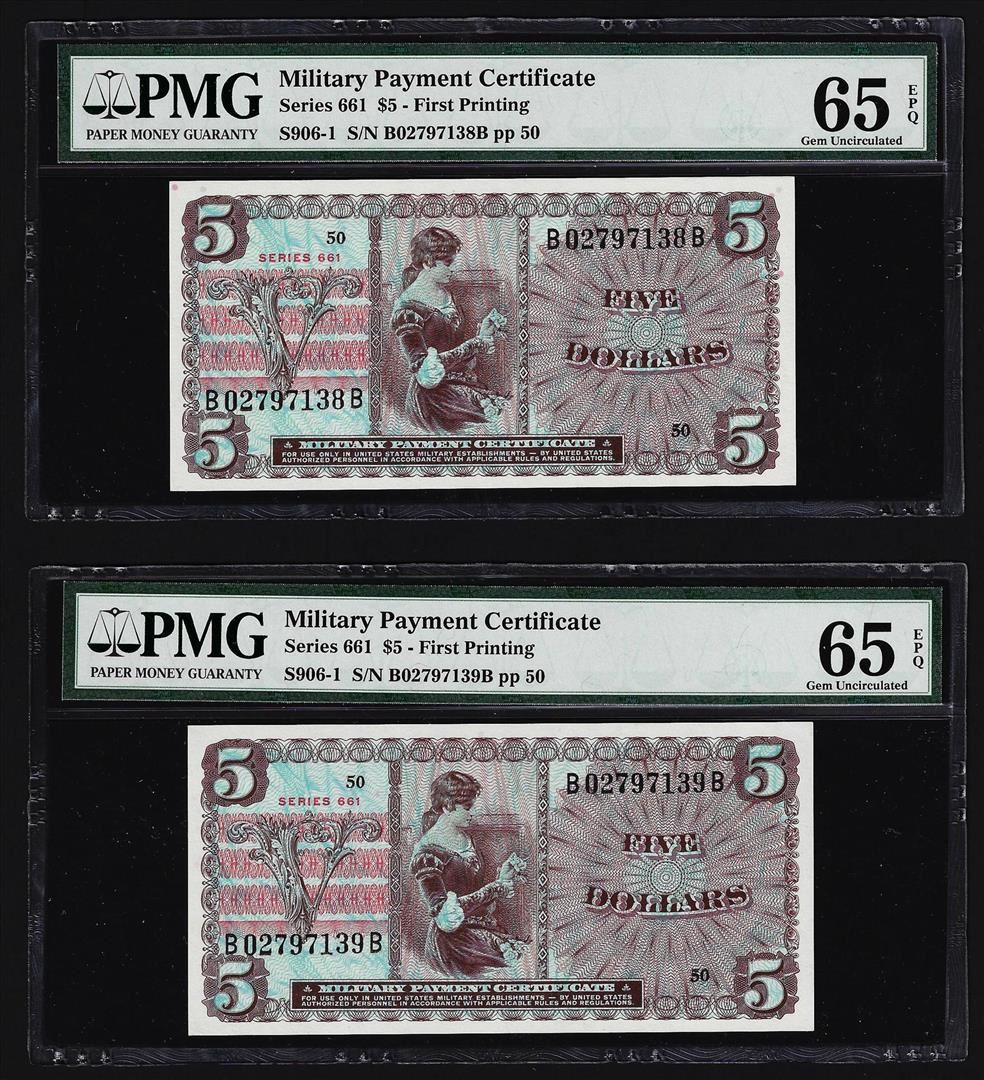 PMG
PAPER MONEY GUARANTY
Military Payment Certificate
Series 661 $5 - First Printing
S906-1 S/N B02797138B pp 50
65
EPQ
Gem Uncirculated
5
5
50
SERIES 661
B02797138B
FIVE
DOLLARS
B02797138B
50
5
5
MILITARY PAYMENT CERTIFICATE
FOR USE ONLY IN UNITED STATES MILITARY ESTABLISHMENTS — BY UNITED STATES
AUTHORIZED PERSONNEL IN ACCORDANCE WITH APPLICABLE RULES AND REGULATIONS.
PMG
PAPER MONEY GUARANTY
Military Payment Certificate
Series 661 $5 - First Printing
S906-1 S/N B02797139B pp 50
65
EPQ
Gem Uncirculated
5
5
50
SERIES 661
B02797139B
FIVE
DOLLARS
B02797139B
50
5
5
MILITARY PAYMENT CERTIFICATE
FOR USE ONLY IN UNITED STATES MILITARY ESTABLISHMENTS — BY UNITED STATES
AUTHORIZED PERSONNEL IN ACCORDANCE WITH APPLICABLE RULES AND REGULATIONS.